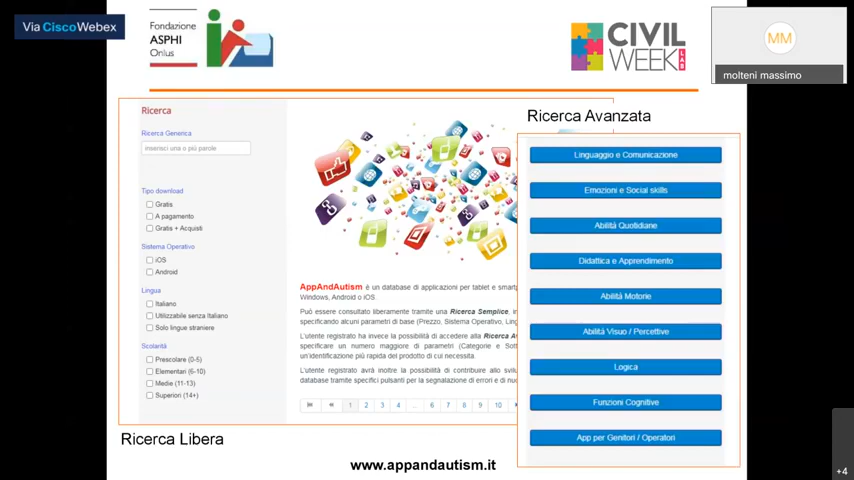 Via CiscoWebex
Fondazione
ASPHI
Onlus
CIVIL
WEEK
LAB
MM
molteni massimo
Ricerca
Ricerca Generica
inserisci una o più parole
Tipo download
Gratis
A pagamento
Gratis + Acquisti
Sistema Operativo
iOS
Android
Lingua
Italiano
Utilizzabile senza Italiano
Solo lingue straniere
Scolarità
Prescolare (0-5)
Elementari (6-10)
Medie (11-13)
Superiori (14+)
AppAndAutism è un database di applicazioni per tablet e
Windows, Android o iOS.
Può essere consultato liberamente tramite una Ricerca Semplice,
specificando alcuni parametri di base (Prezzo, Sistema Operativo,
L'utente registrato ha invece la possibilità di accedere alla Ricerca
specificare un numero maggiore di parametri (Categorie e
un'identificazione più rapida del prodotto di cui necessita.
L'utente registrato avrà inoltre la possibilità di contribuire allo
database tramite specifici pulsanti per la segnalazione di errori e di
1 2 3 4 ... 6 7 8 9 10
Ricerca Libera
Ricerca Avanzata
Linguaggio e Comunicazione
Emozioni e Social skills
Abilità Quotidiane
Didattica e Apprendimento
Abilità Motorie
Abilità Visuo / Percettive
Logica
Funzioni Cognitive
App per Genitori / Operatori
www.appandautism.it
+4